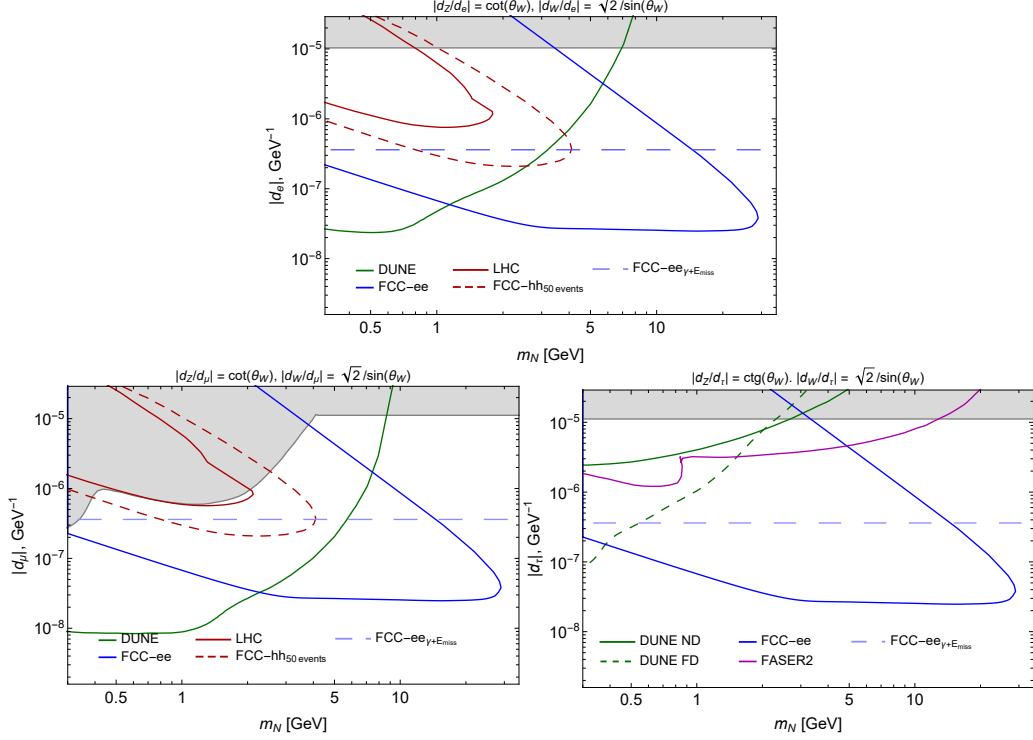 |d_Z/d_e| = cot(θ_W), |d_W/d_e| = √2/sin(θ_W)
10⁻⁵
10⁻⁶
10⁻⁷
10⁻⁸
|d_e|, GeV⁻¹
DUNE LHC FCC-ee_γ+E_miss
FCC-ee FCC-hh_50 events
0.5 1 5 10
m_N [GeV]
|d_Z/d_μ| = cot(θ_W), |d_W/d_μ| = √2/sin(θ_W)
10⁻⁵
10⁻⁶
10⁻⁷
10⁻⁸
|d_μ|, GeV⁻¹
DUNE LHC FCC-ee_γ+E_miss
FCC-ee FCC-hh_50 events
0.5 1 5 10
m_N [GeV]
|d_Z/d_τ| = ctg(θ_W). |d_W/d_τ| = √2/sin(θ_W)
10⁻⁵
10⁻⁶
10⁻⁷
10⁻⁸
|d_τ|, GeV⁻¹
DUNE ND FCC-ee FCC-ee_γ+E_miss
DUNE FD FASER2
0.5 1 5 10
m_N [GeV]